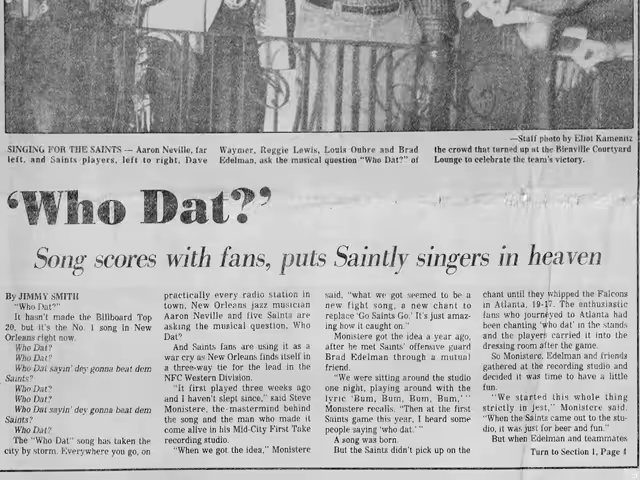 —Staff photo by Eliot Kamenitz
SINGING FOR THE SAINTS — Aaron Neville, far
left, and Saints players, left to right, Dave
Waymer, Reggie Lewis, Louis Oubre and Brad
Edelman, ask the musical question "Who Dat?" of
the crowd that turned up at the Bienville Courtyard
Lounge to celebrate the team's victory.
'Who Dat?'
Song scores with fans, puts Saintly singers in heaven
By JIMMY SMITH
"Who Dat?"
It hasn't made the Billboard Top
20, but it's the No. 1 song in New
Orleans right now.
Who Dat?
Who Dat?
Who Dat sayin' dey gonna beat dem
Saints?
Who Dat?
Who Dat?
Who Dat sayin' dey gonna beat dem
Saints?
Who Dat?
The "Who Dat" song has taken the
city by storm. Everywhere you go, on
practically every radio station in
town, New Orleans jazz musician
Aaron Neville and five Saints are
asking the musical question, Who
Dat?
And Saints fans are using it as a
war cry as New Orleans finds itself in
a three-way tie for the lead in the
NFC Western Division.
"It first played three weeks ago
and I haven't slept since," said Steve
Monistere, the mastermind behind
the song and the man who made it
come alive in his Mid-City First Take
recording studio.
"When we got the idea," Monistere
said, "what we got seemed to be a
new fight song, a new chant to
replace 'Go Saints Go.' It's just amaz-
ing how it caught on."
Monistere got the idea a year ago,
after he met Saints' offensive guard
Brad Edelman through a mutual
friend.
"We were sitting around the studio
one night, playing around with the
lyric 'Bum, Bum, Bum, Bum,'"
Monistere recalls. "Then at the first
Saints game this year, I heard some
people saying 'who dat.'"
A song was born.
But the Saints didn't pick up on the
chant until they whipped the Falcons
in Atlanta, 19-17. The enthusiastic
fans who journeyed to Atlanta had
been chanting 'who dat' in the stands
and the players carried it into the
dressing room after the game.
So Monistere, Edelman and friends
gathered at the recording studio and
decided it was time to have a little
fun.
"We started this whole thing
strictly in jest," Monistere said.
"When the Saints came out to the stu-
dio, it was just for beer and fun."
But when Edelman and teammates
Turn to Section 1, Page 4